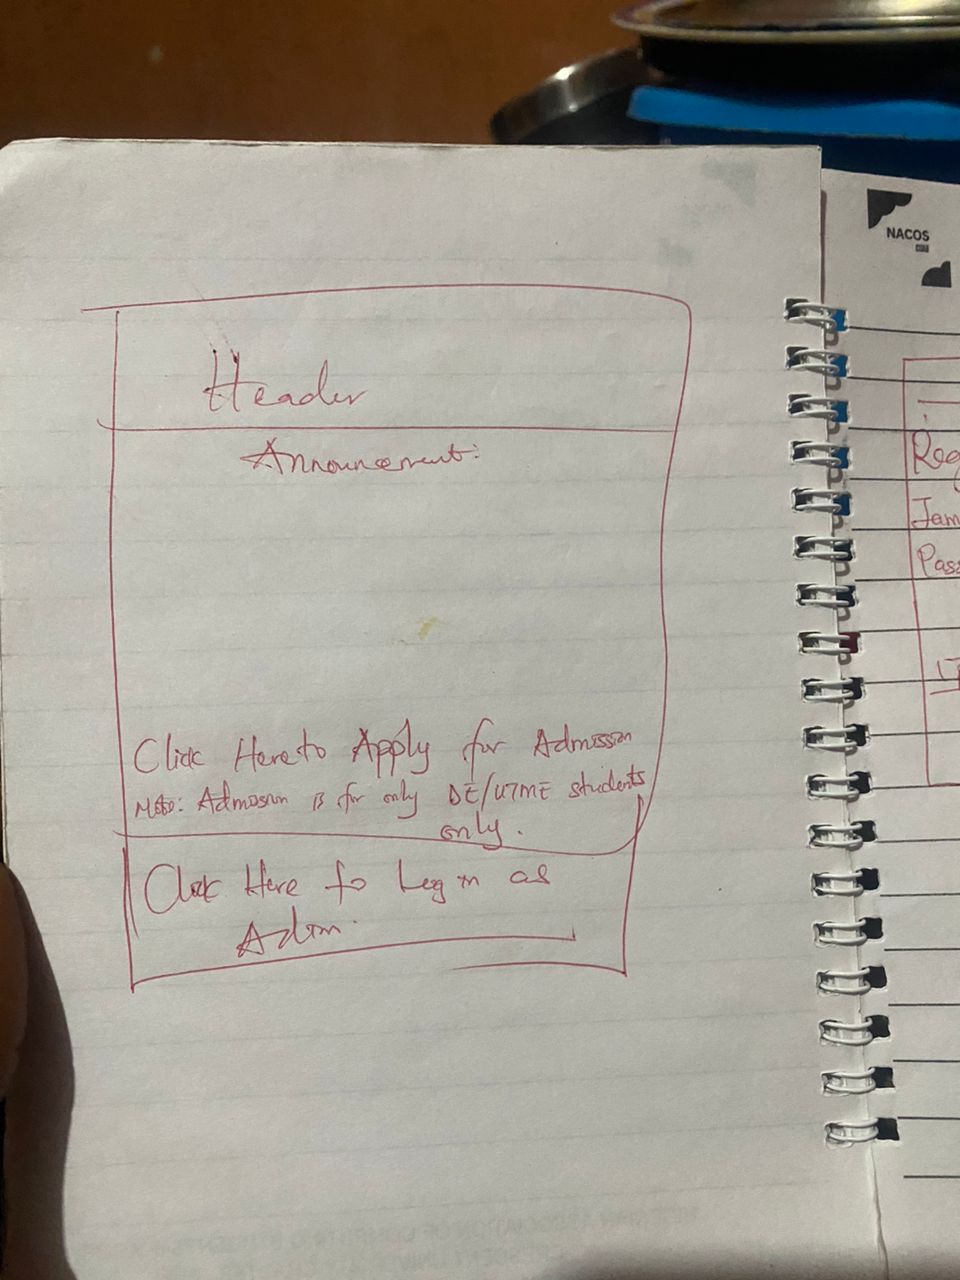 Header
Announcement:
Click Here to Apply for Admission
Note: Admission is for only DE/UTME students
only.
Click Here to Log in as
Adm.
NACOS
Reg
Jam
Pass